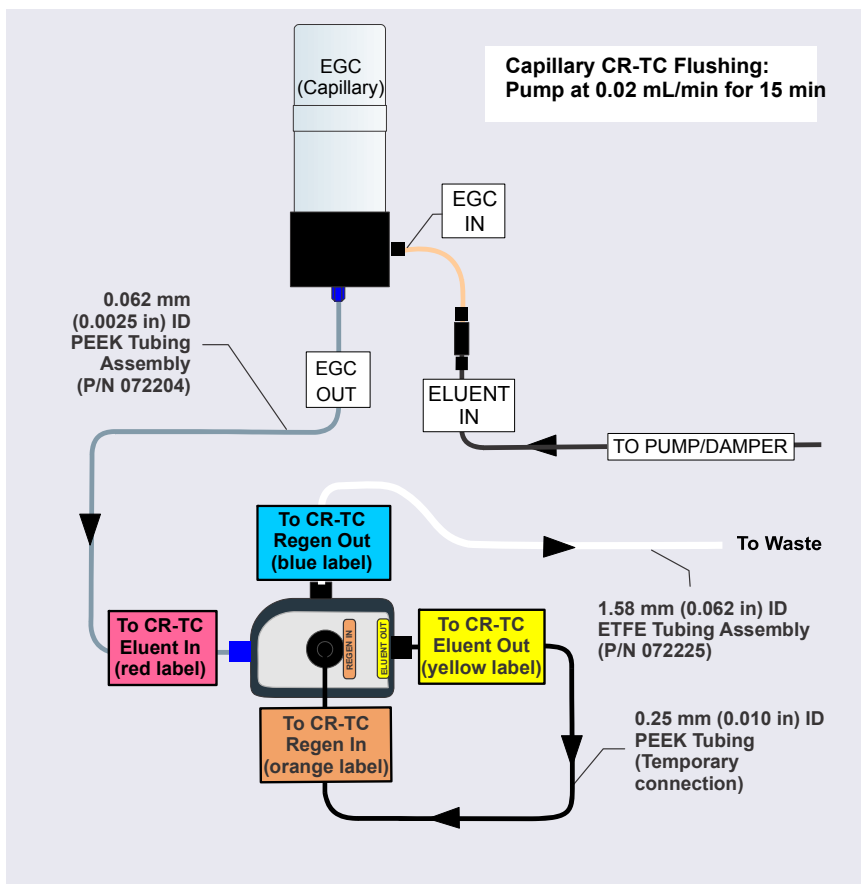 EGC
(Capillary)
Capillary CR-TC Flushing:
Pump at 0.02 mL/min for 15 min
EGC
IN
0.062 mm
(0.0025 in) ID
PEEK Tubing
Assembly
(P/N 072204)
EGC
OUT
ELUENT
IN
TO PUMP/DAMPER
To CR-TC
Regen Out
(blue label)
To Waste
1.58 mm (0.062 in) ID
ETFE Tubing Assembly
(P/N 072225)
To CR-TC
Eluent In
(red label)
REGEN IN
ELUENT OUT
To CR-TC
Eluent Out
(yellow label)
To CR-TC
Regen In
(orange label)
0.25 mm (0.010 in) ID
PEEK Tubing
(Temporary
connection)